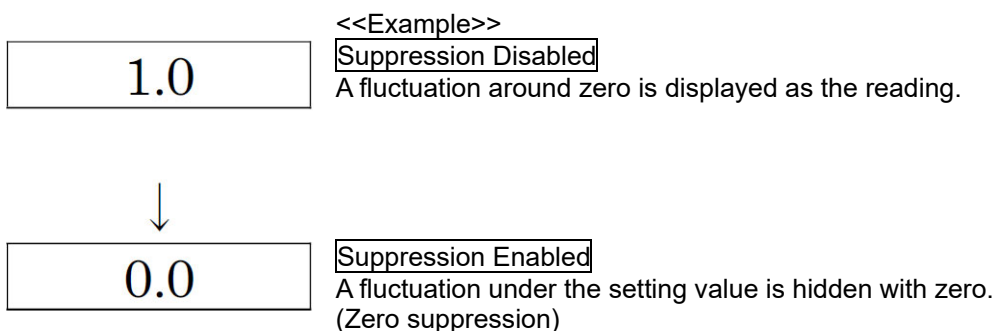 <<Example>>
Suppression Disabled
1.0
A fluctuation around zero is displayed as the reading.
↓
0.0
Suppression Enabled
A fluctuation under the setting value is hidden with zero.
(Zero suppression)